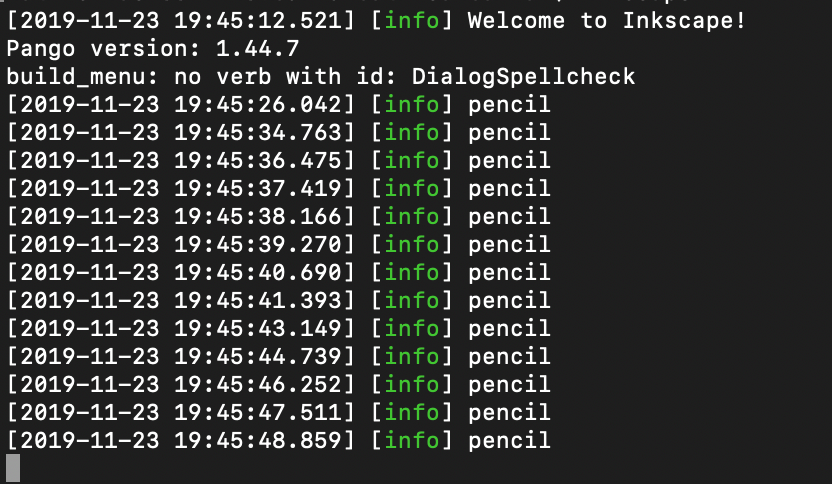 [2019-11-23 19:45:12.521] [info] Welcome to Inkscape!
Pango version: 1.44.7
build_menu: no verb with id: DialogSpellcheck
[2019-11-23 19:45:26.042] [info] pencil
[2019-11-23 19:45:34.763] [info] pencil
[2019-11-23 19:45:36.475] [info] pencil
[2019-11-23 19:45:37.419] [info] pencil
[2019-11-23 19:45:38.166] [info] pencil
[2019-11-23 19:45:39.270] [info] pencil
[2019-11-23 19:45:40.690] [info] pencil
[2019-11-23 19:45:41.393] [info] pencil
[2019-11-23 19:45:43.149] [info] pencil
[2019-11-23 19:45:44.739] [info] pencil
[2019-11-23 19:45:46.252] [info] pencil
[2019-11-23 19:45:47.511] [info] pencil
[2019-11-23 19:45:48.859] [info] pencil